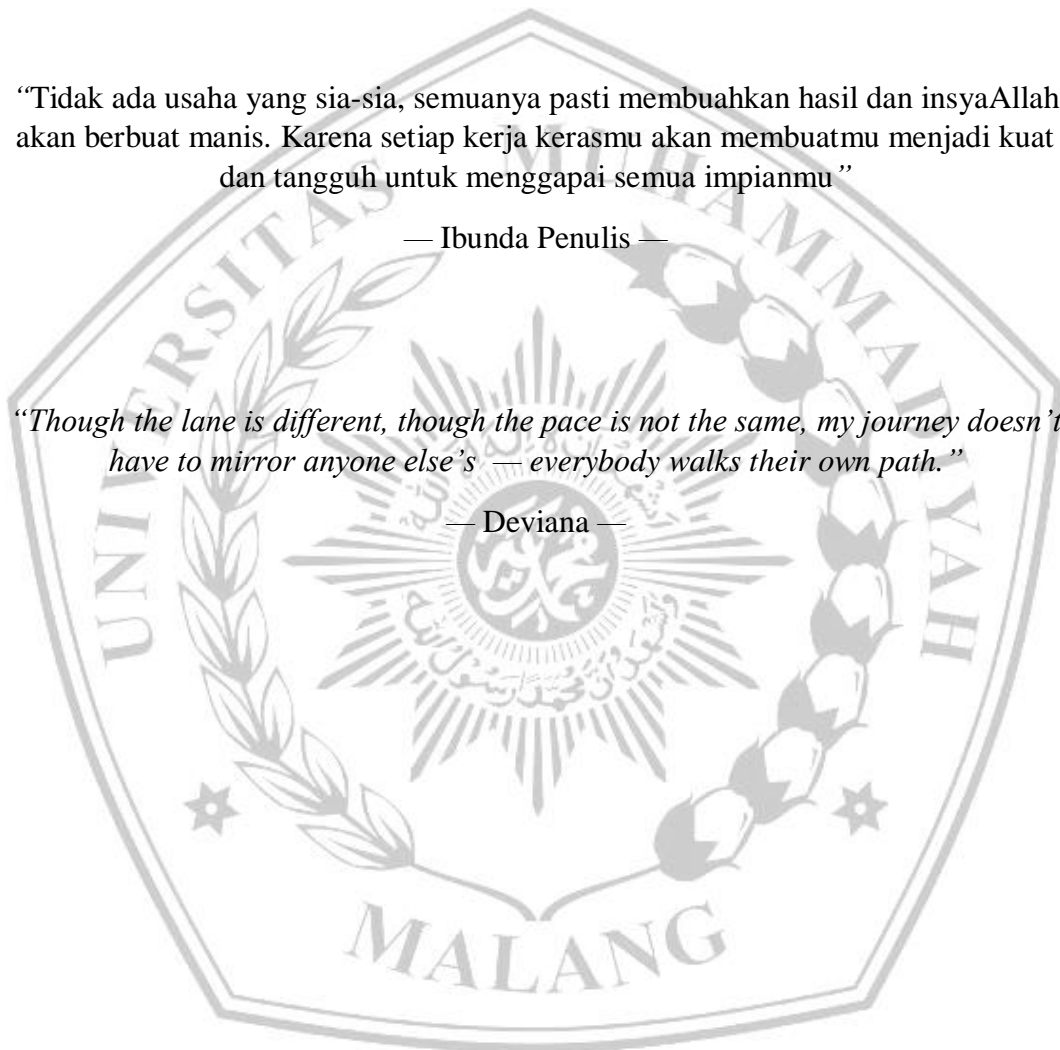 “Tidak ada usaha yang sia-sia, semuanya pasti membuahkan hasil dan insyaAllah
akan berbuat manis. Karena setiap kerja kerasmu akan membuatmu menjadi kuat
dan tangguh untuk menggapai semua impianmu”
— Ibunda Penulis —
“Though the lane is different, though the pace is not the same, my journey doesn’t
have to mirror anyone else’s — everybody walks their own path.”
— Deviana —
UNIVERSITAS MUHAMMADIYAH
MALANG